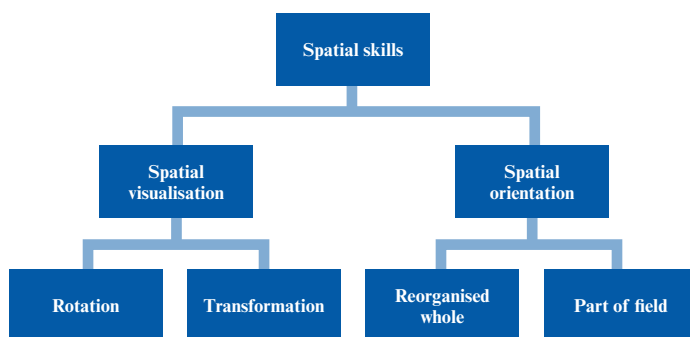 Spatial skills
Spatial
visualisation
Spatial
orientation
Rotation
Transformation
Reorganised
whole
Part of field